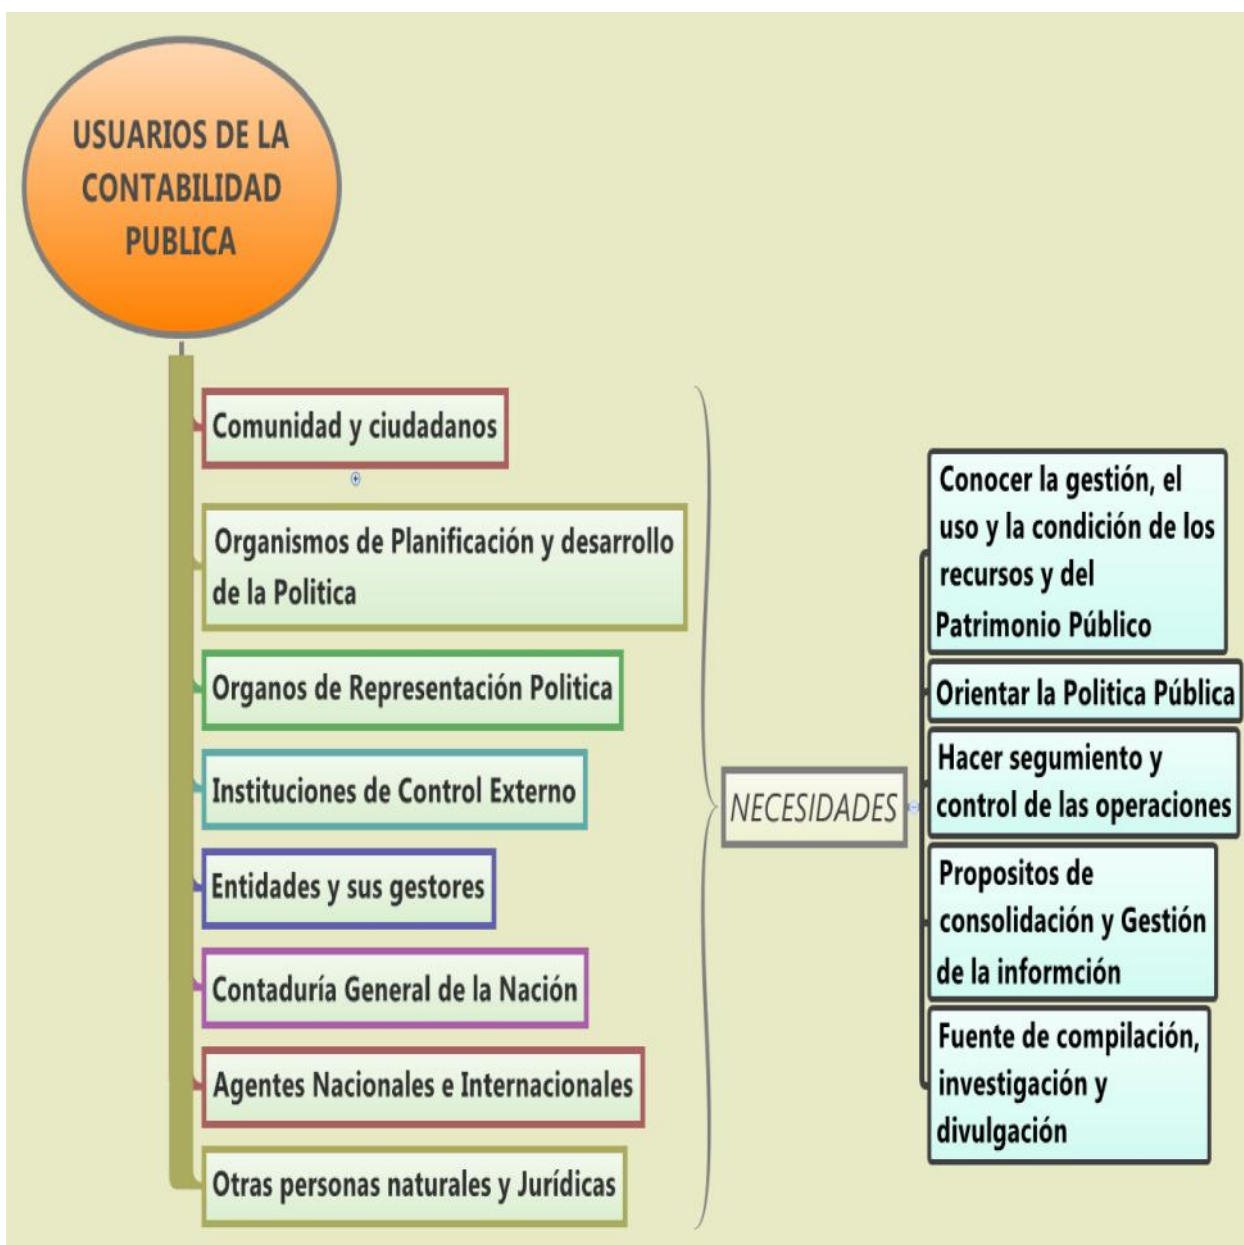 USUARIOS DE LA
CONTABILIDAD
PUBLICA
Comunidad y ciudadanos
Organismos de Planificación y desarrollo
de la Politica
Organos de Representación Politica
Instituciones de Control Externo
Entidades y sus gestores
Contaduría General de la Nación
Agentes Nacionales e Internacionales
Otras personas naturales y Jurídicas
NECESIDADES
Conocer la gestión, el
uso y la condición de los
recursos y del
Patrimonio Público
Orientar la Politica Pública
Hacer segumiento y
control de las operaciones
Propositos de
consolidación y Gestión
de la informción
Fuente de compilación,
investigación y
divulgación